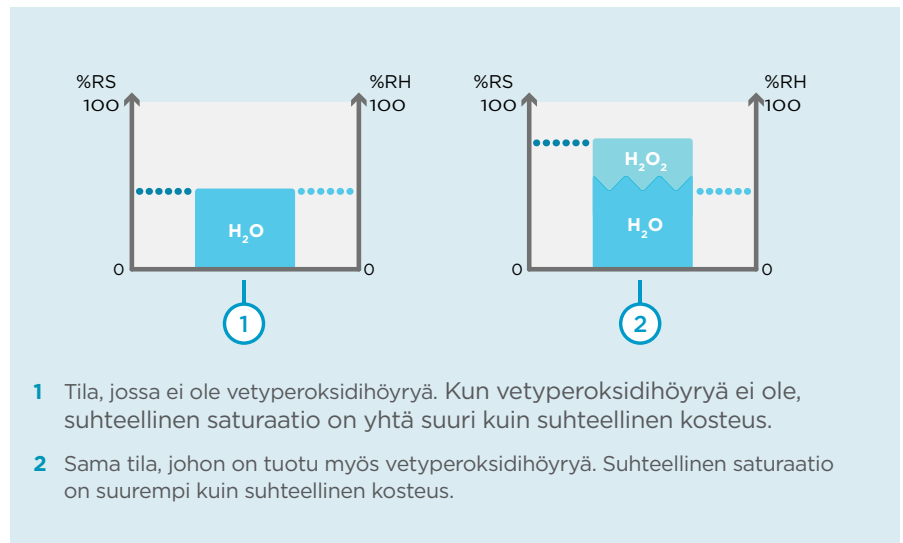 %RS
100
%RH
100
H₂O
0
0
1
%RS
100
%RH
100
H₂O₂
H₂O
0
0
2
1 Tila, jossa ei ole vetyperoksidihöyryä. Kun vetyperoksidihöyryä ei ole,
suhteellinen saturaatio on yhtä suuri kuin suhteellinen kosteus.
2 Sama tila, johon on tuotu myös vetyperoksidihöyryä. Suhteellinen saturaatio
on suurempi kuin suhteellinen kosteus.